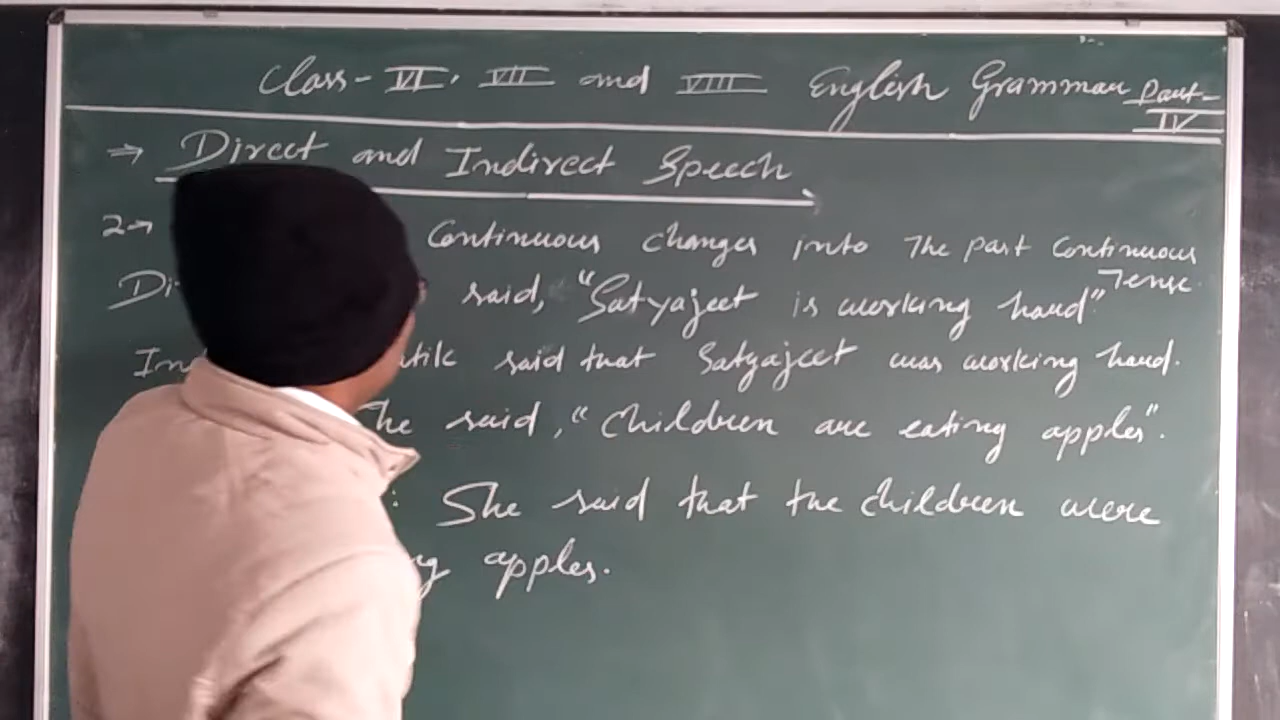 Class - VI, VII and VIII English Grammar Part-IV
⇒ Direct and Indirect Speech
2→ Continuous changes into The past Continuous Tense.
said, "Satyajeet is working hard"
said that Satyajeet was working hard.
said, "Children are eating apples".
: She said that the children were
apples.